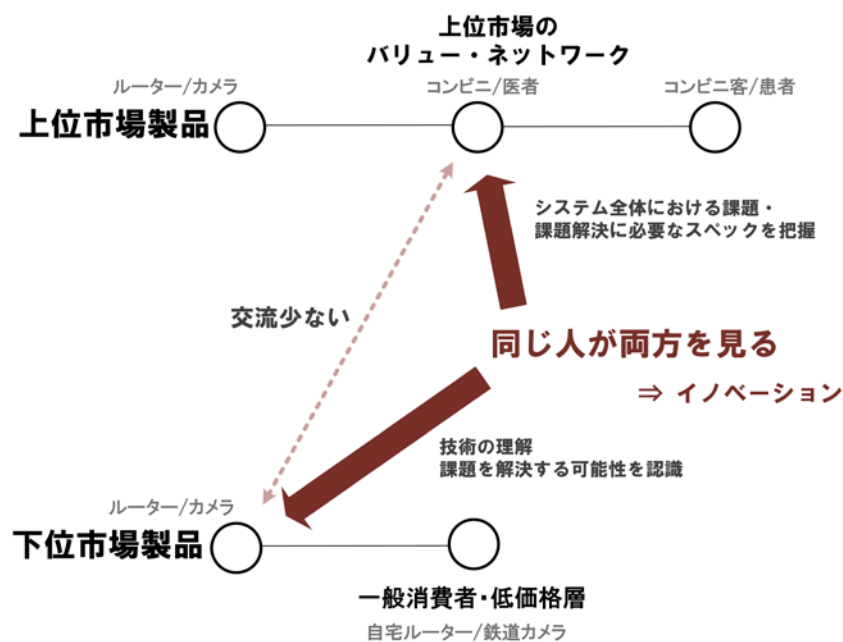 上位市場の
バリュー・ネットワーク
ルーター/カメラ
コンビニ/医者
コンビニ客/患者
上位市場製品
システム全体における課題・
課題解決に必要なスペックを把握
交流少ない
同じ人が両方を見る
⇒ イノベーション
技術の理解
課題を解決する可能性を認識
ルーター/カメラ
下位市場製品
一般消費者・低価格層
自宅ルーター/鉄道カメラ